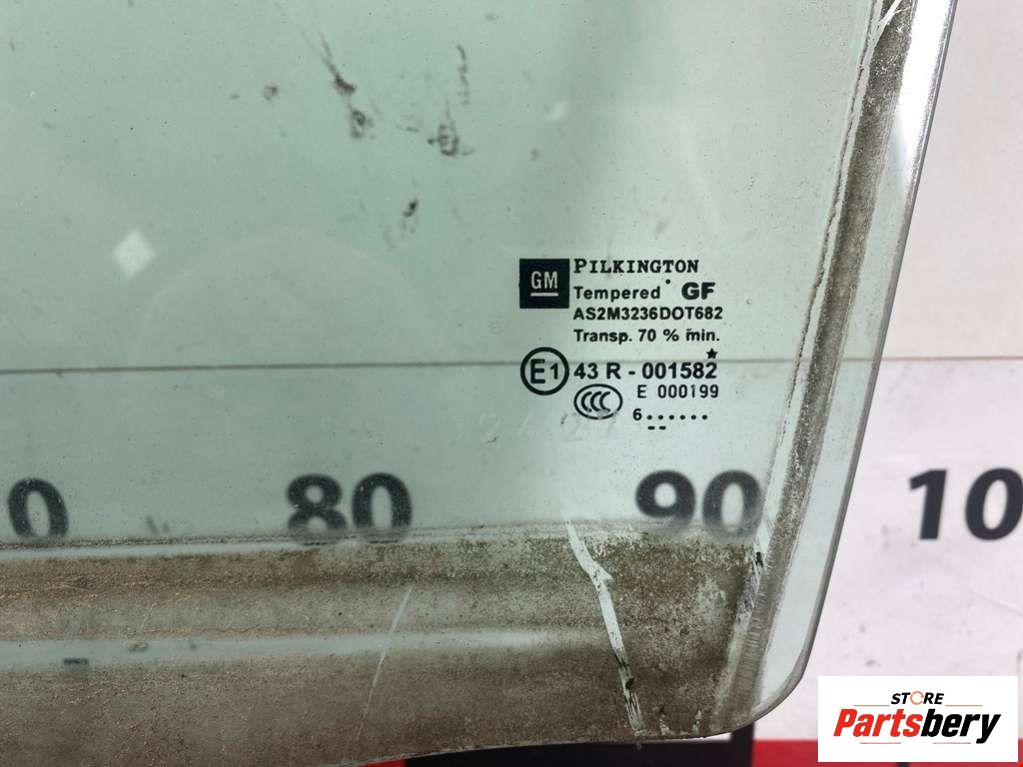 GM PILKINGTON
Tempered GF
AS2M3236DOT682
Transp. 70 % min.
E1 43 R - 001582
CCC E 000199
6......
--
0 80 90 10
STORE
Partsbery